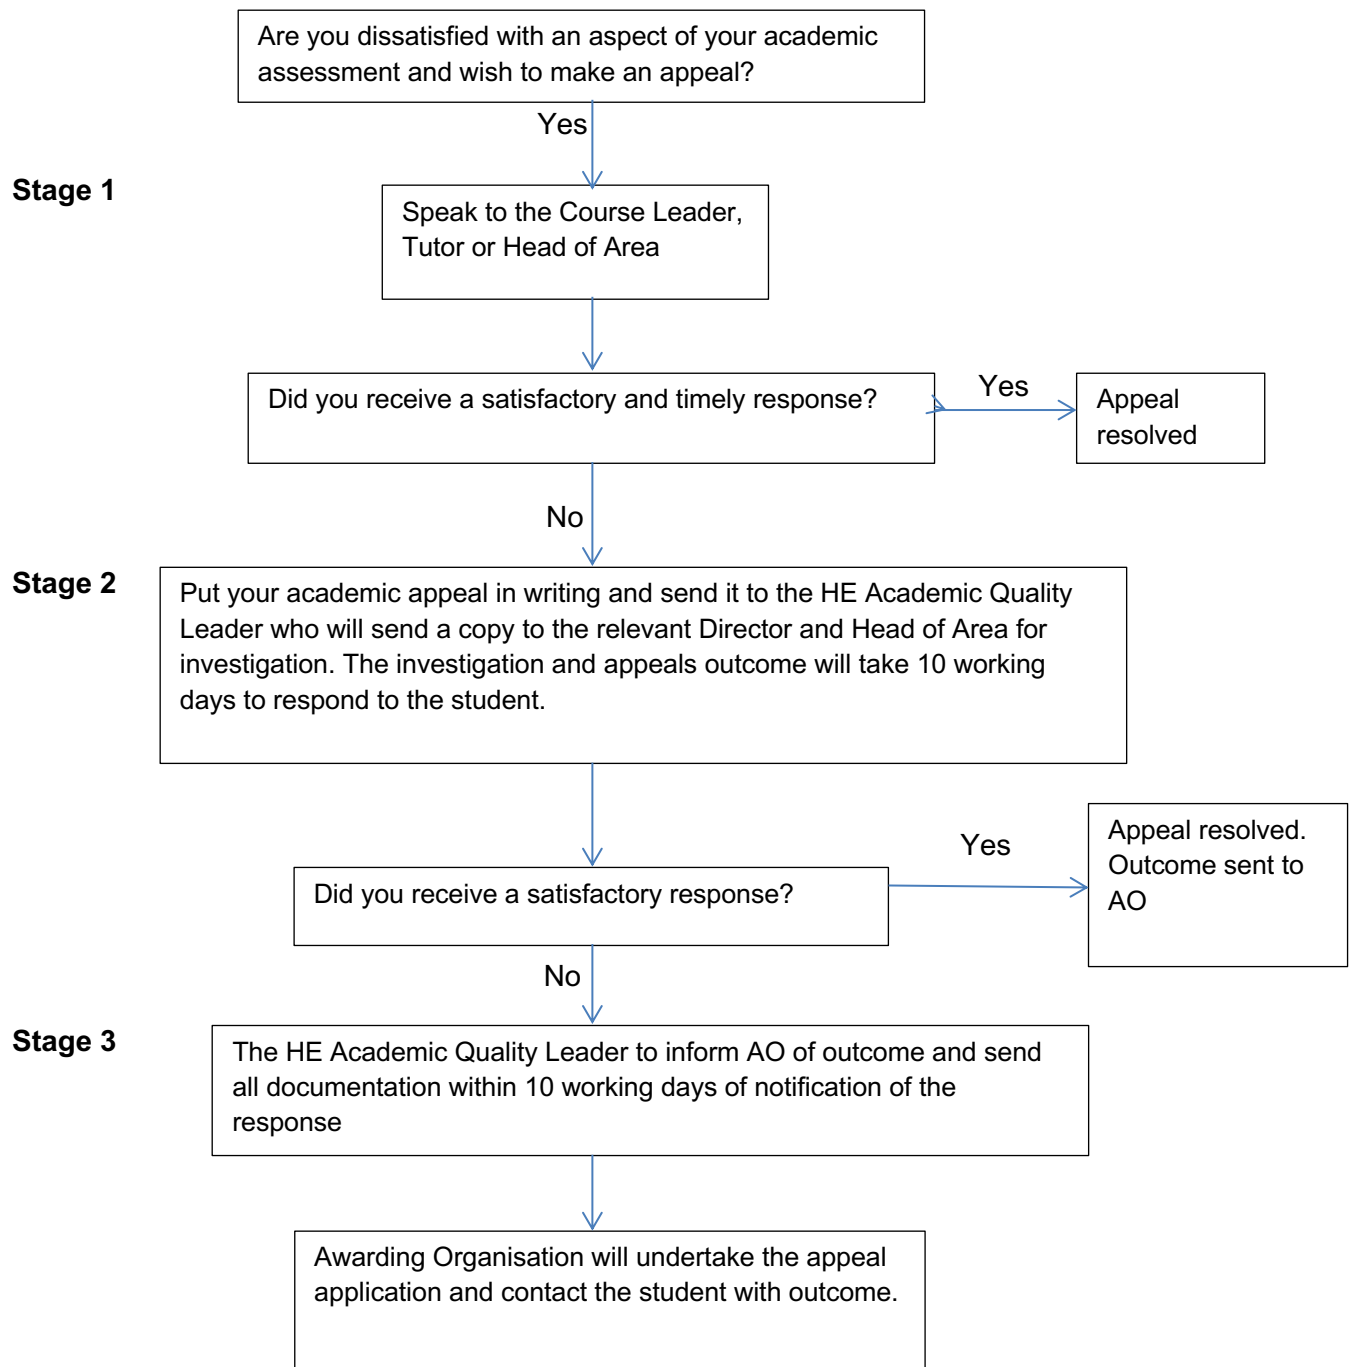 Are you dissatisfied with an aspect of your academic
assessment and wish to make an appeal?
Yes
Stage 1
Speak to the Course Leader,
Tutor or Head of Area
Did you receive a satisfactory and timely response?
Yes
Appeal
resolved
No
Stage 2
Put your academic appeal in writing and send it to the HE Academic Quality
Leader who will send a copy to the relevant Director and Head of Area for
investigation. The investigation and appeals outcome will take 10 working
days to respond to the student.
Did you receive a satisfactory response?
Yes
Appeal resolved.
Outcome sent to
AO
No
Stage 3
The HE Academic Quality Leader to inform AO of outcome and send
all documentation within 10 working days of notification of the
response
Awarding Organisation will undertake the appeal
application and contact the student with outcome.